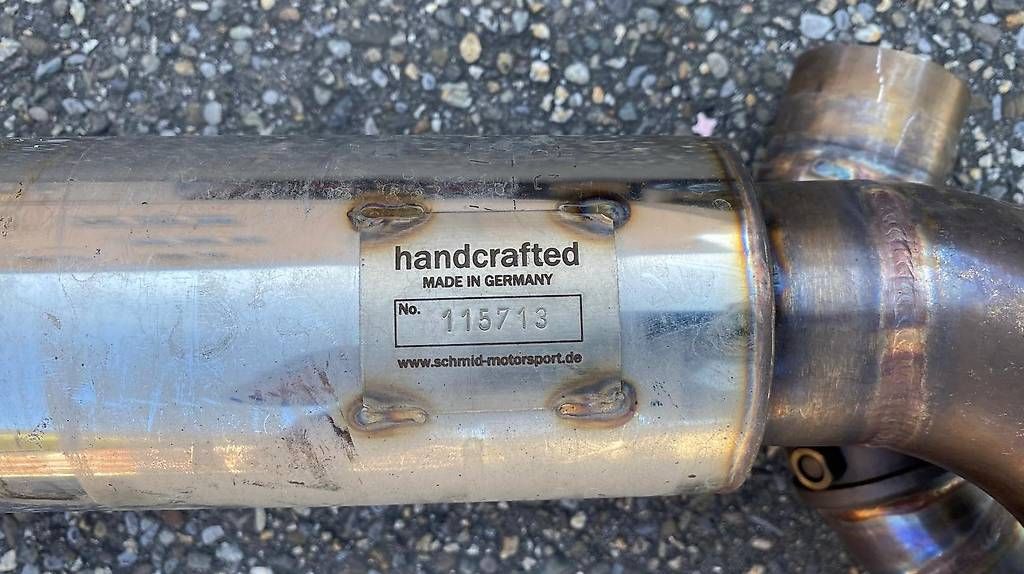 handcrafted
MADE IN GERMANY
No. 115713
www.schmid-motorsport.de